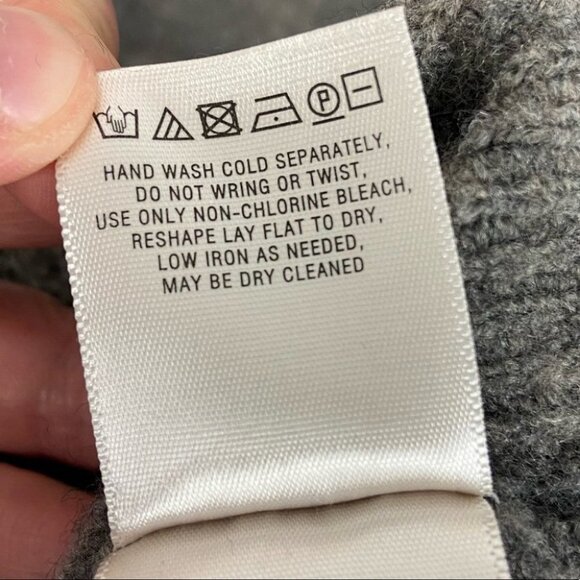 P
HAND WASH COLD SEPARATELY,
DO NOT WRING OR TWIST,
USE ONLY NON-CHLORINE BLEACH,
RESHAPE LAY FLAT TO DRY,
LOW IRON AS NEEDED,
MAY BE DRY CLEANED